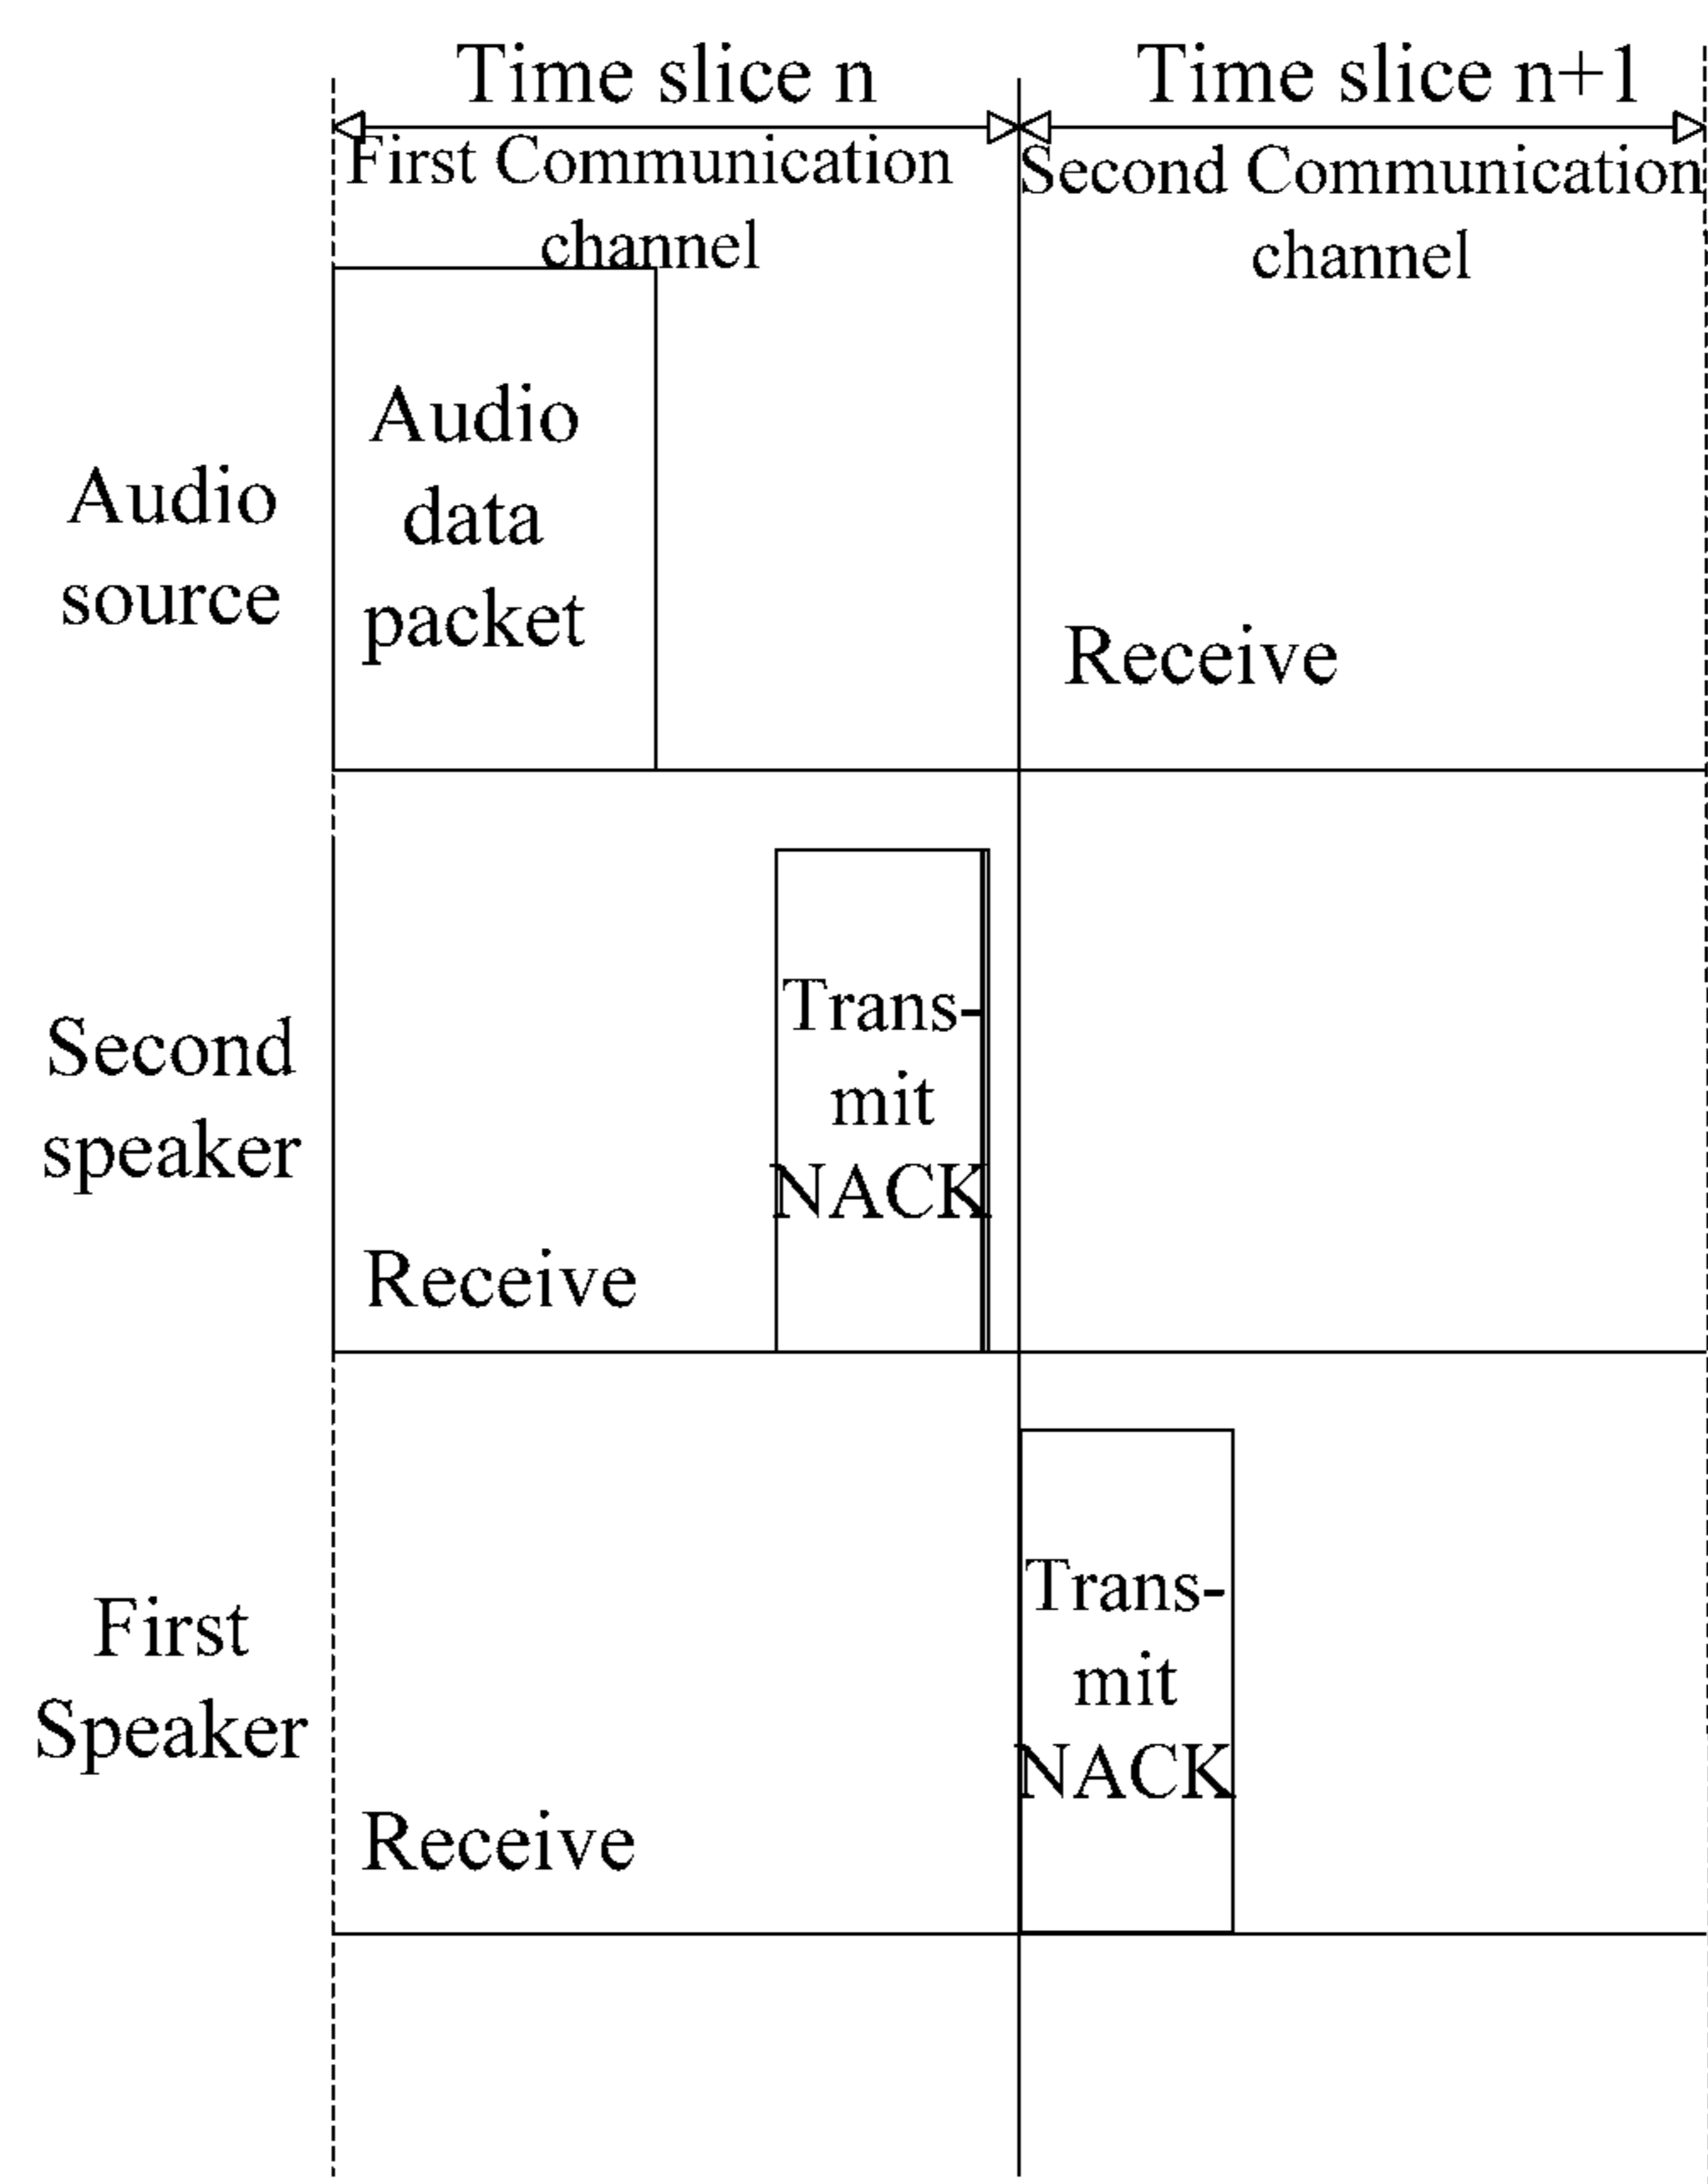 Time slice n
Time slice n+1
First Communication
channel
Second Communication
channel
Audio
source
Audio
data
packet
Receive
Second
speaker
Receive
Trans-
mit
NACK
First
Speaker
Receive
Trans-
mit
NACK